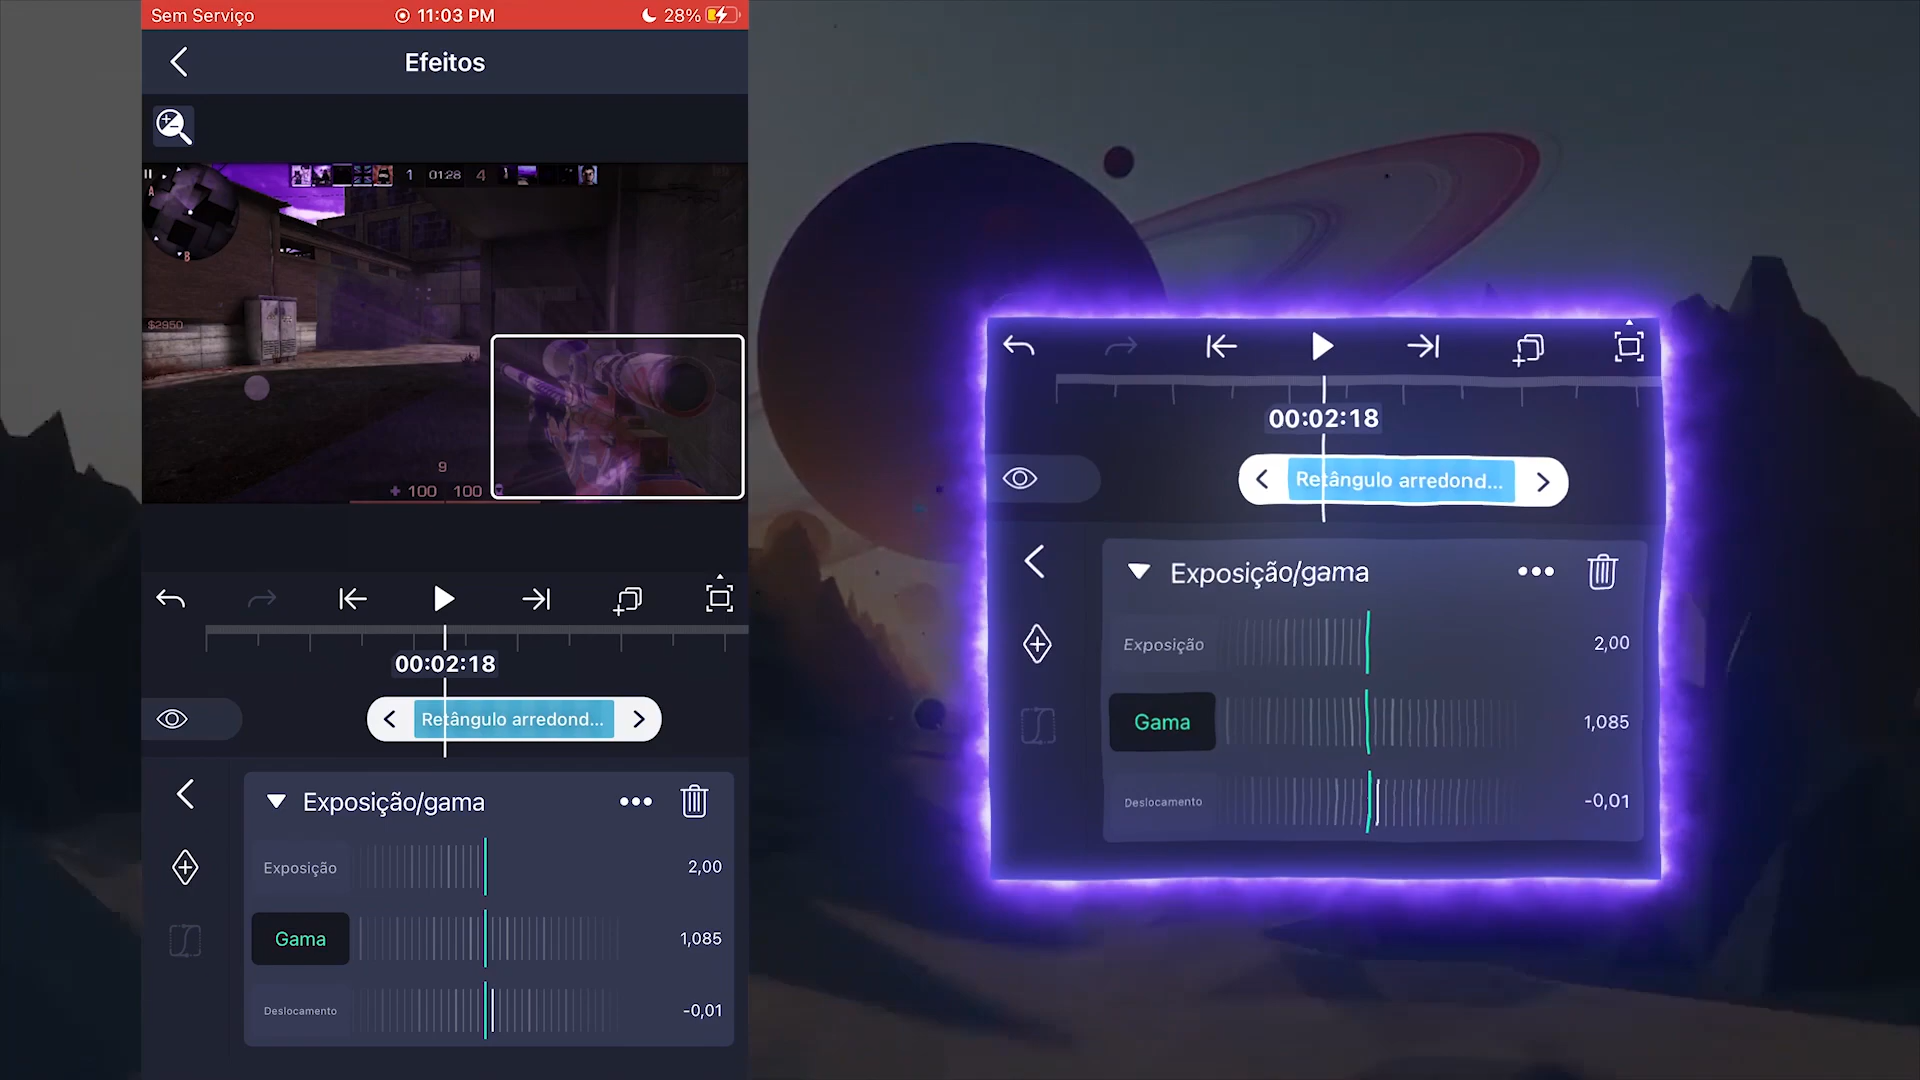 Sem Serviço
11:03 PM
28%
Efeitos
1 01:28 4
A
B
$2950
9
100 100
00:02:18
Retângulo arredond...
Exposição/gama
Exposição 2,00
Gama 1,085
Deslocamento -0,01
00:02:18
Retângulo arredond...
Exposição/gama
Exposição 2,00
Gama 1,085
Deslocamento -0,01